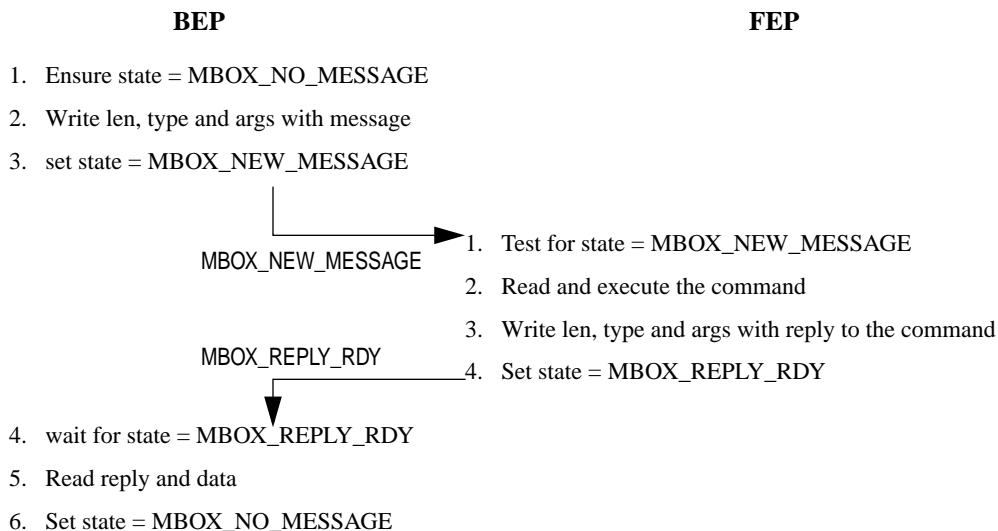 BEP
FEP
1. Ensure state = MBOX_NO_MESSAGE
2. Write len, type and args with message
3. set state = MBOX_NEW_MESSAGE
MBOX_NEW_MESSAGE
1. Test for state = MBOX_NEW_MESSAGE
2. Read and execute the command
3. Write len, type and args with reply to the command
4. Set state = MBOX_REPLY_RDY
MBOX_REPLY_RDY
4. wait for state = MBOX_REPLY_RDY
5. Read reply and data
6. Set state = MBOX_NO_MESSAGE